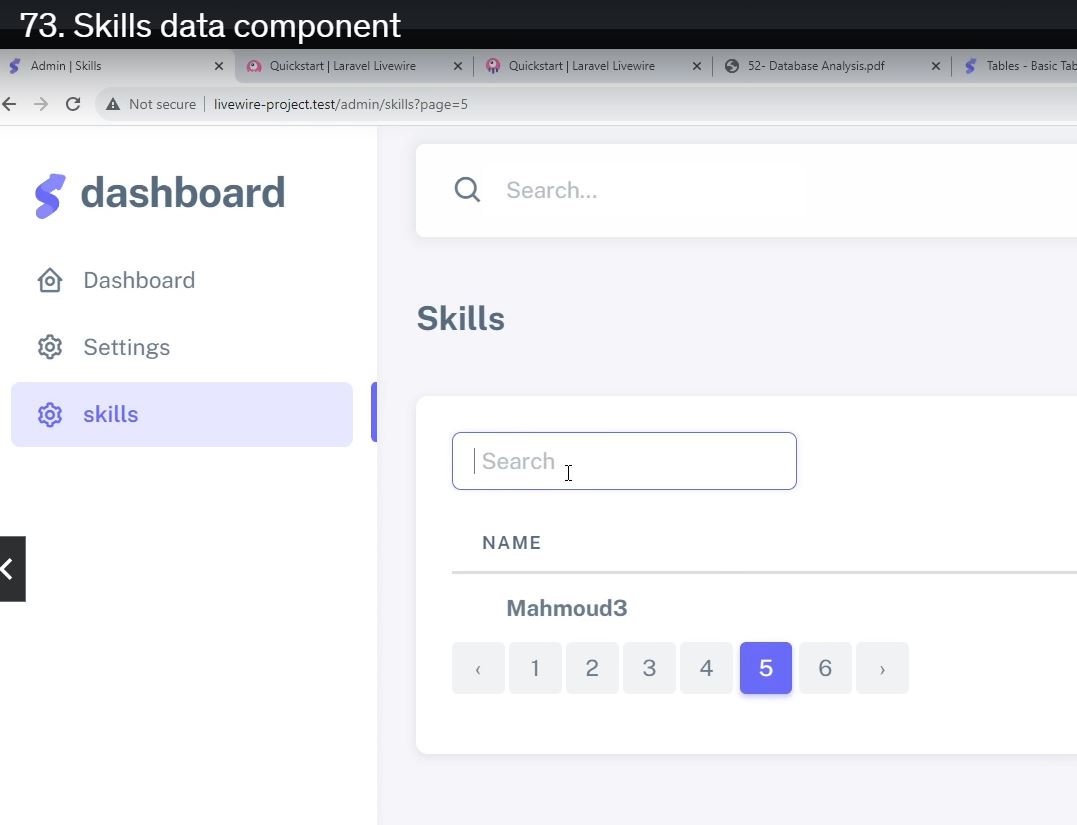 73. Skills data component
Admin | Skills
Quickstart | Laravel Livewire
Quickstart | Laravel Livewire
52- Database Analysis.pdf
Tables - Basic Tab
Not secure
livewire-project.test/admin/skills?page=5
dashboard
Search...
Dashboard
Skills
Settings
skills
Search
NAME
Mahmoud3
‹ 1 2 3 4 5 6 ›